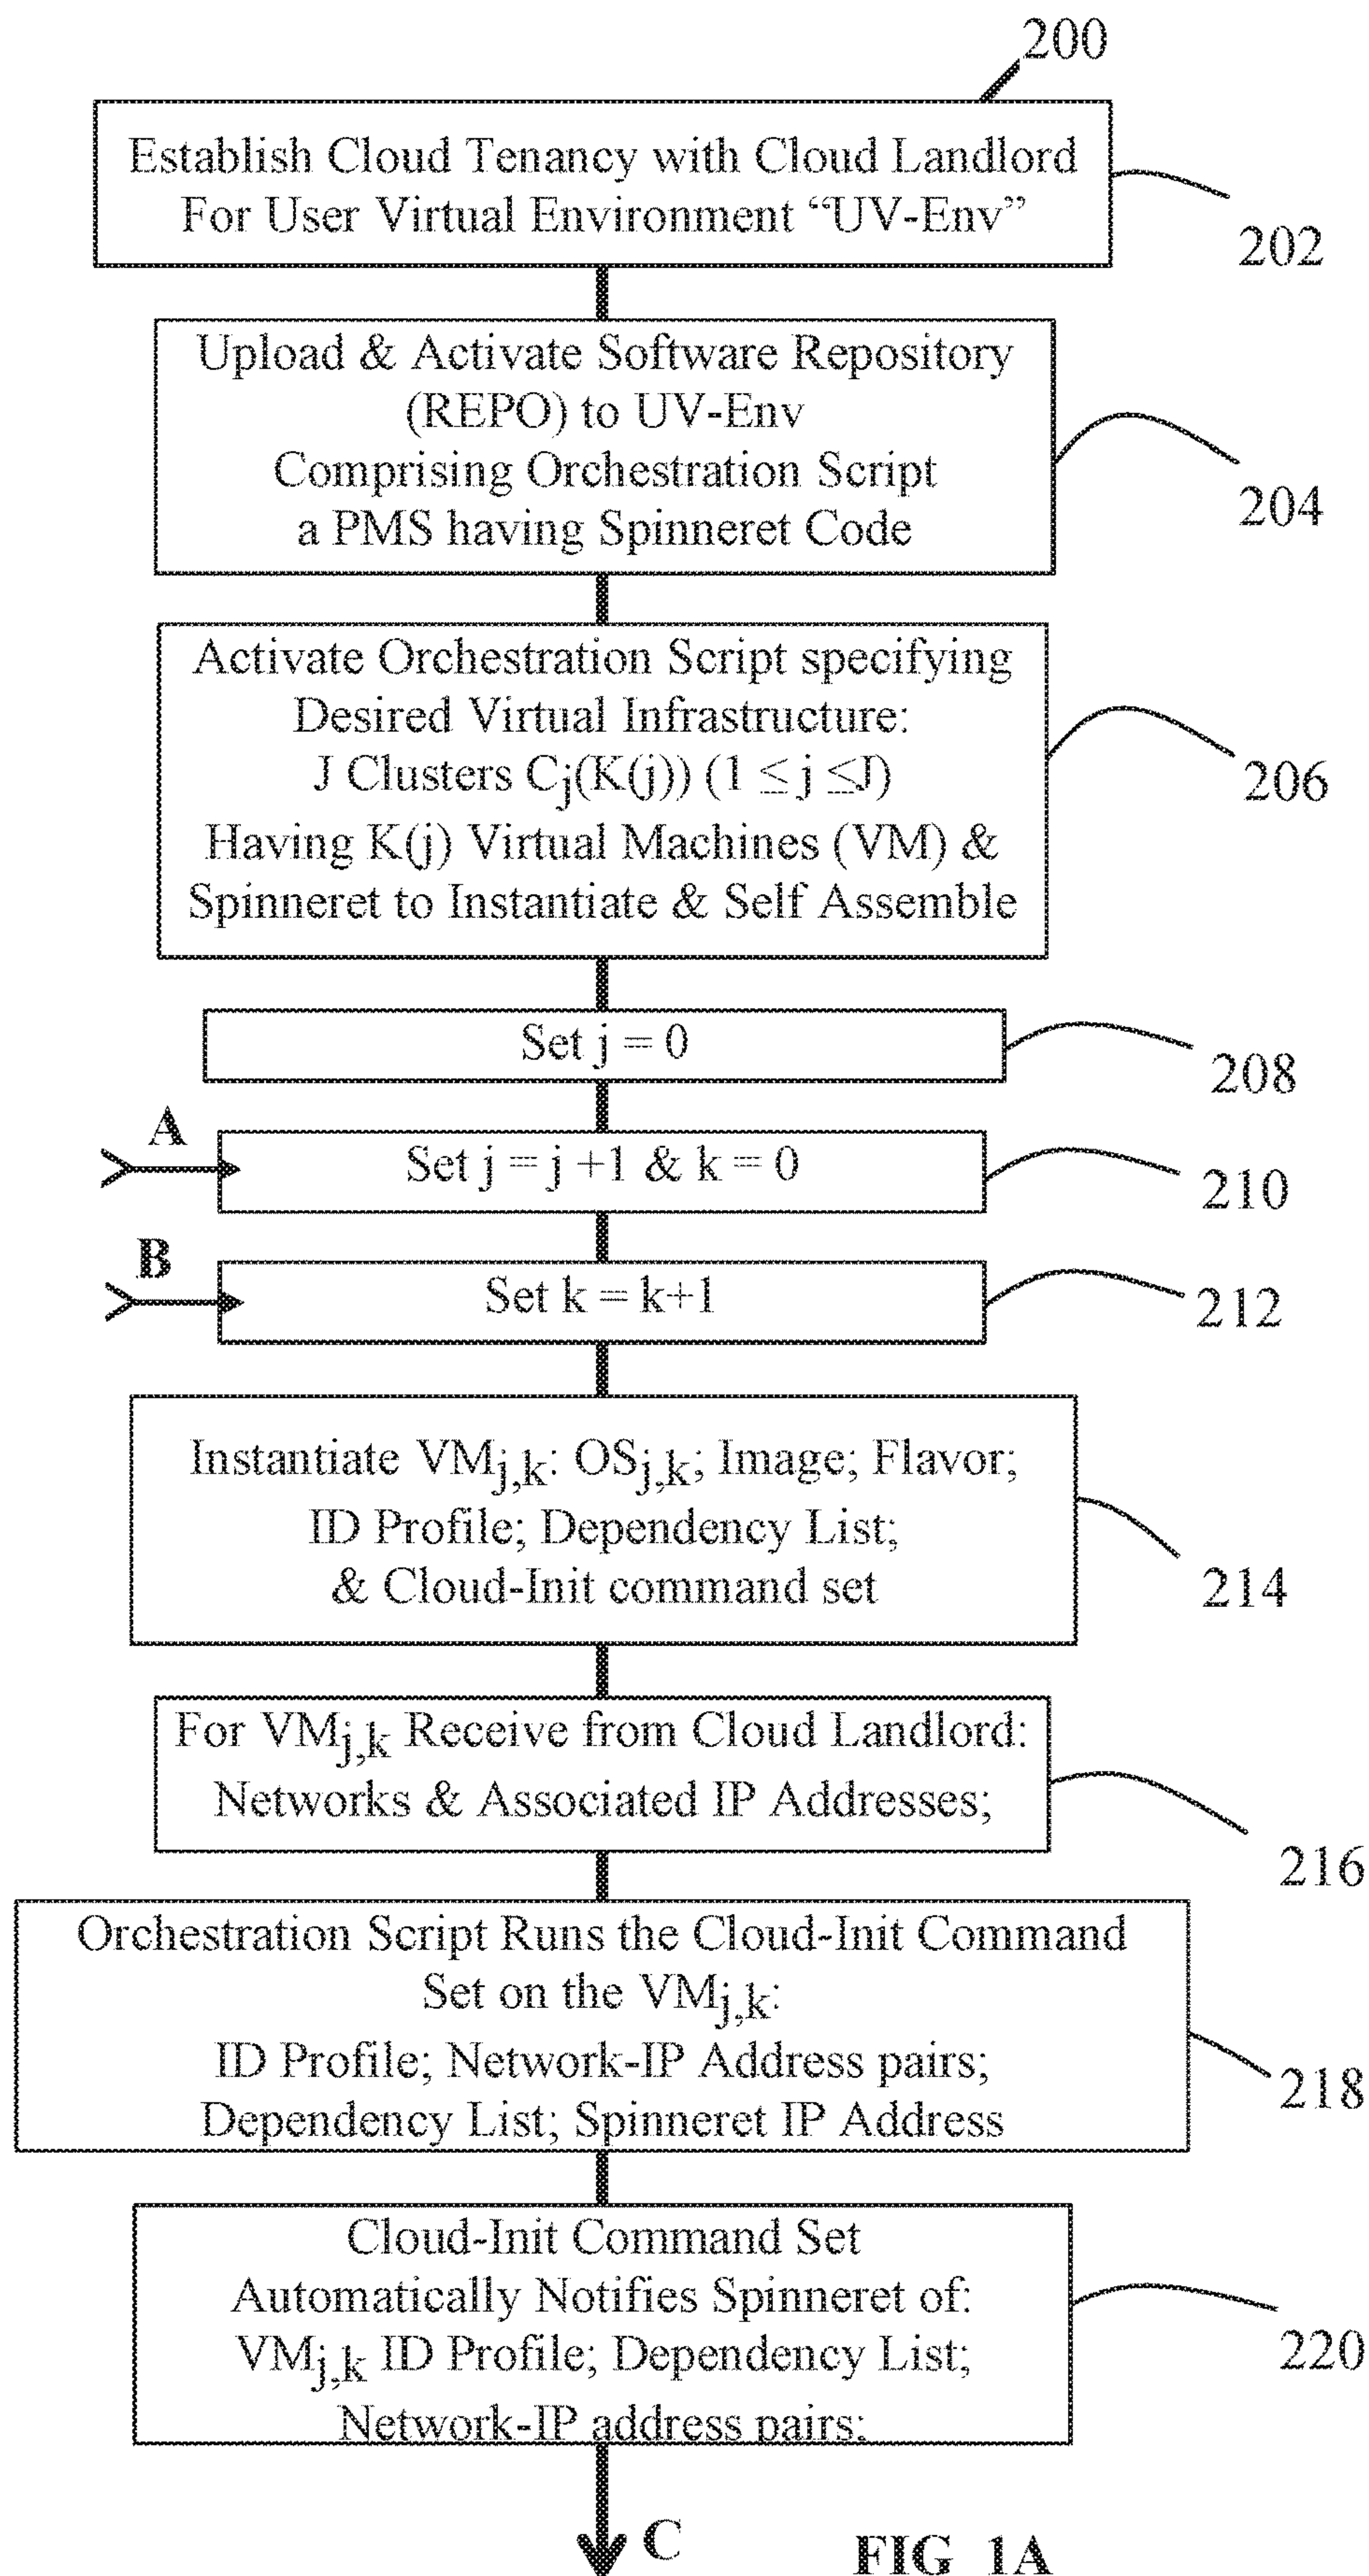 200
Establish Cloud Tenancy with Cloud Landlord
For User Virtual Environment “UV-Env”
202
Upload & Activate Software Repository
(REPO) to UV-Env
Comprising Orchestration Script
a PMS having Spinneret Code
204
Activate Orchestration Script specifying
Desired Virtual Infrastructure:
J Clusters Cj(K(j)) (1 ≤ j ≤J)
Having K(j) Virtual Machines (VM) &
Spinneret to Instantiate & Self Assemble
206
Set j = 0
208
A
Set j = j +1 & k = 0
210
B
Set k = k+1
212
Instantiate VMj,k: OSj,k; Image; Flavor;
ID Profile; Dependency List;
& Cloud-Init command set
214
For VMj,k Receive from Cloud Landlord:
Networks & Associated IP Addresses;
216
Orchestration Script Runs the Cloud-Init Command
Set on the VMj,k:
ID Profile; Network-IP Address pairs;
Dependency List; Spinneret IP Address
218
Cloud-Init Command Set
Automatically Notifies Spinneret of:
VMj,k ID Profile; Dependency List;
Network-IP address pairs;
220
C
FIG 1A